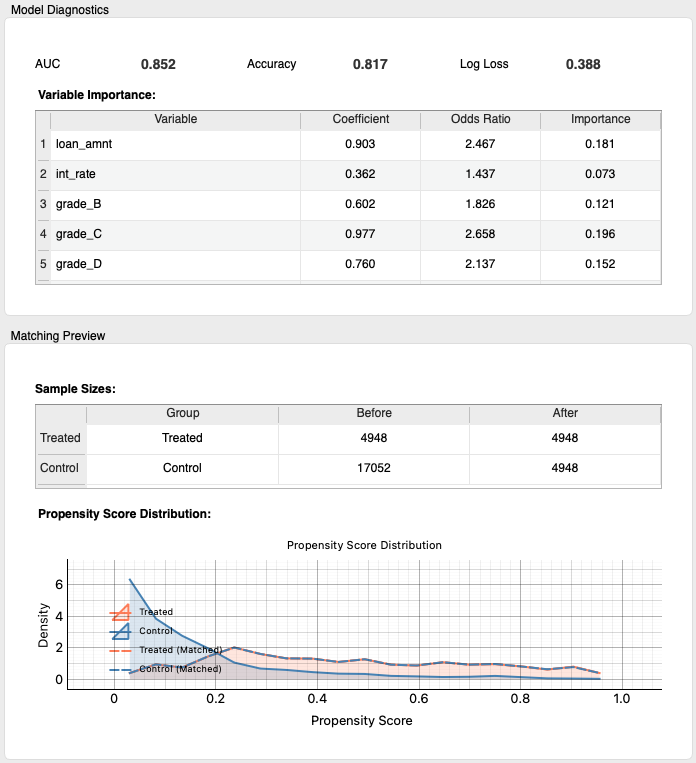 Model Diagnostics
AUC 0.852 Accuracy 0.817 Log Loss 0.388
Variable Importance:
Variable Coefficient Odds Ratio Importance
1 loan_amnt 0.903 2.467 0.181
2 int_rate 0.362 1.437 0.073
3 grade_B 0.602 1.826 0.121
4 grade_C 0.977 2.658 0.196
5 grade_D 0.760 2.137 0.152
Matching Preview
Sample Sizes:
Group Before After
Treated Treated 4948 4948
Control Control 17052 4948
Propensity Score Distribution:
Propensity Score Distribution
Density
6
4
2
0
Treated
Control
Treated (Matched)
Control (Matched)
0 0.2 0.4 0.6 0.8 1.0
Propensity Score